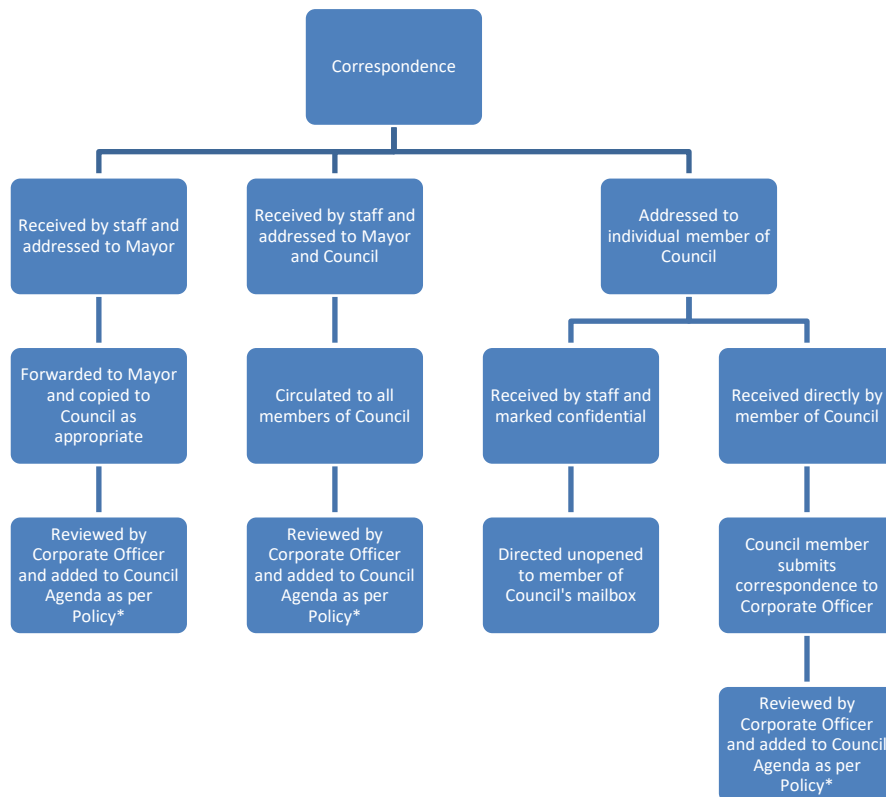 Correspondence
Received by staff and
addressed to Mayor
Received by staff and
addressed to Mayor
and Council
Addressed to
individual member of
Council
Forwarded to Mayor
and copied to
Council as
appropriate
Circulated to all
members of Council
Received by staff and
marked confidential
Received directly by
member of Council
Reviewed by
Corporate Officer
and added to Council
Agenda as per
Policy*
Reviewed by
Corporate Officer
and added to Council
Agenda as per
Policy*
Directed unopened
to member of
Council's mailbox
Council member
submits
correspondence to
Corporate Officer
Reviewed by
Corporate Officer
and added to Council
Agenda as per
Policy*